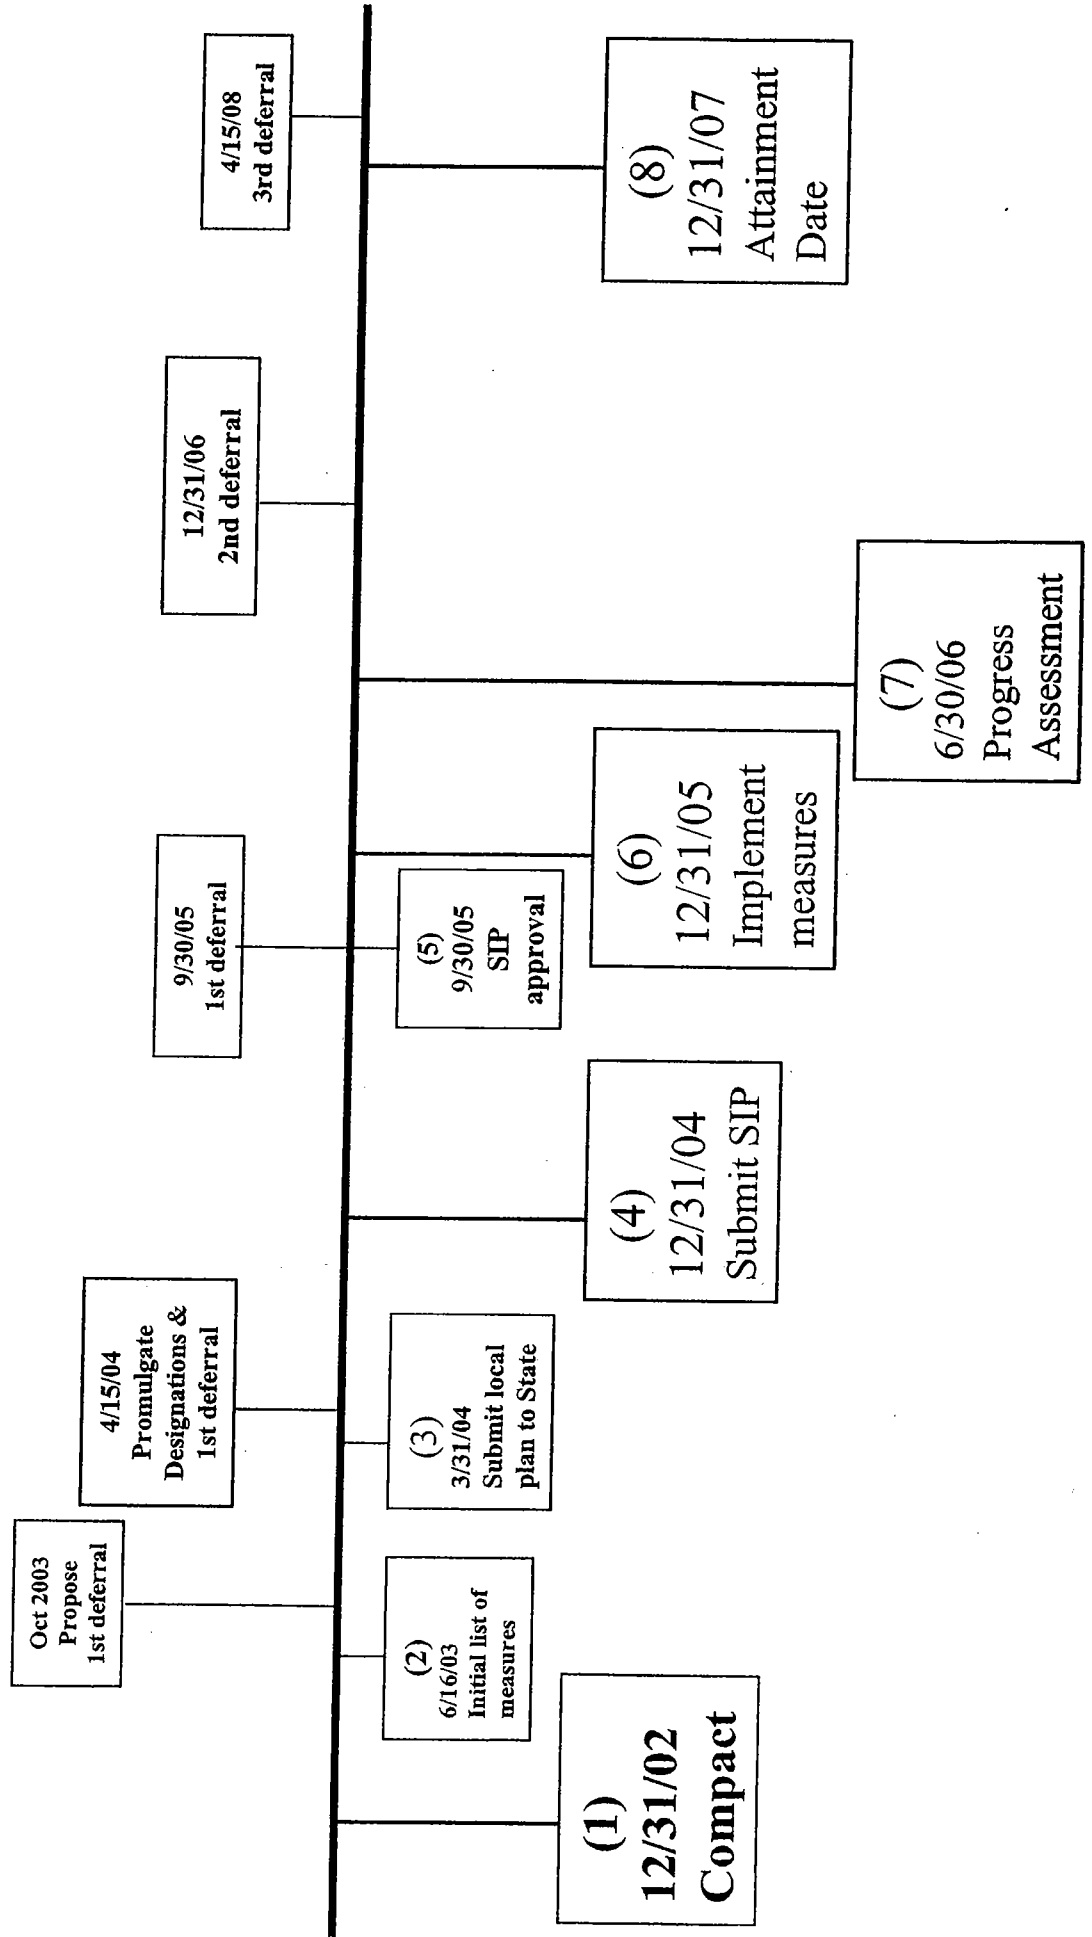 Oct 2003
Propose
1st deferral
4/15/04
Promulgate
Designations &
1st deferral
9/30/05
1st deferral
12/31/06
2nd deferral
4/15/08
3rd deferral
(1)
12/31/02
Compact
(2)
6/16/03
Initial list of
measures
(3)
3/31/04
Submit local
plan to State
(4)
12/31/04
Submit SIP
(5)
9/30/05
SIP
approval
(6)
12/31/05
Implement
measures
(7)
6/30/06
Progress
Assessment
(8)
12/31/07
Attainment
Date